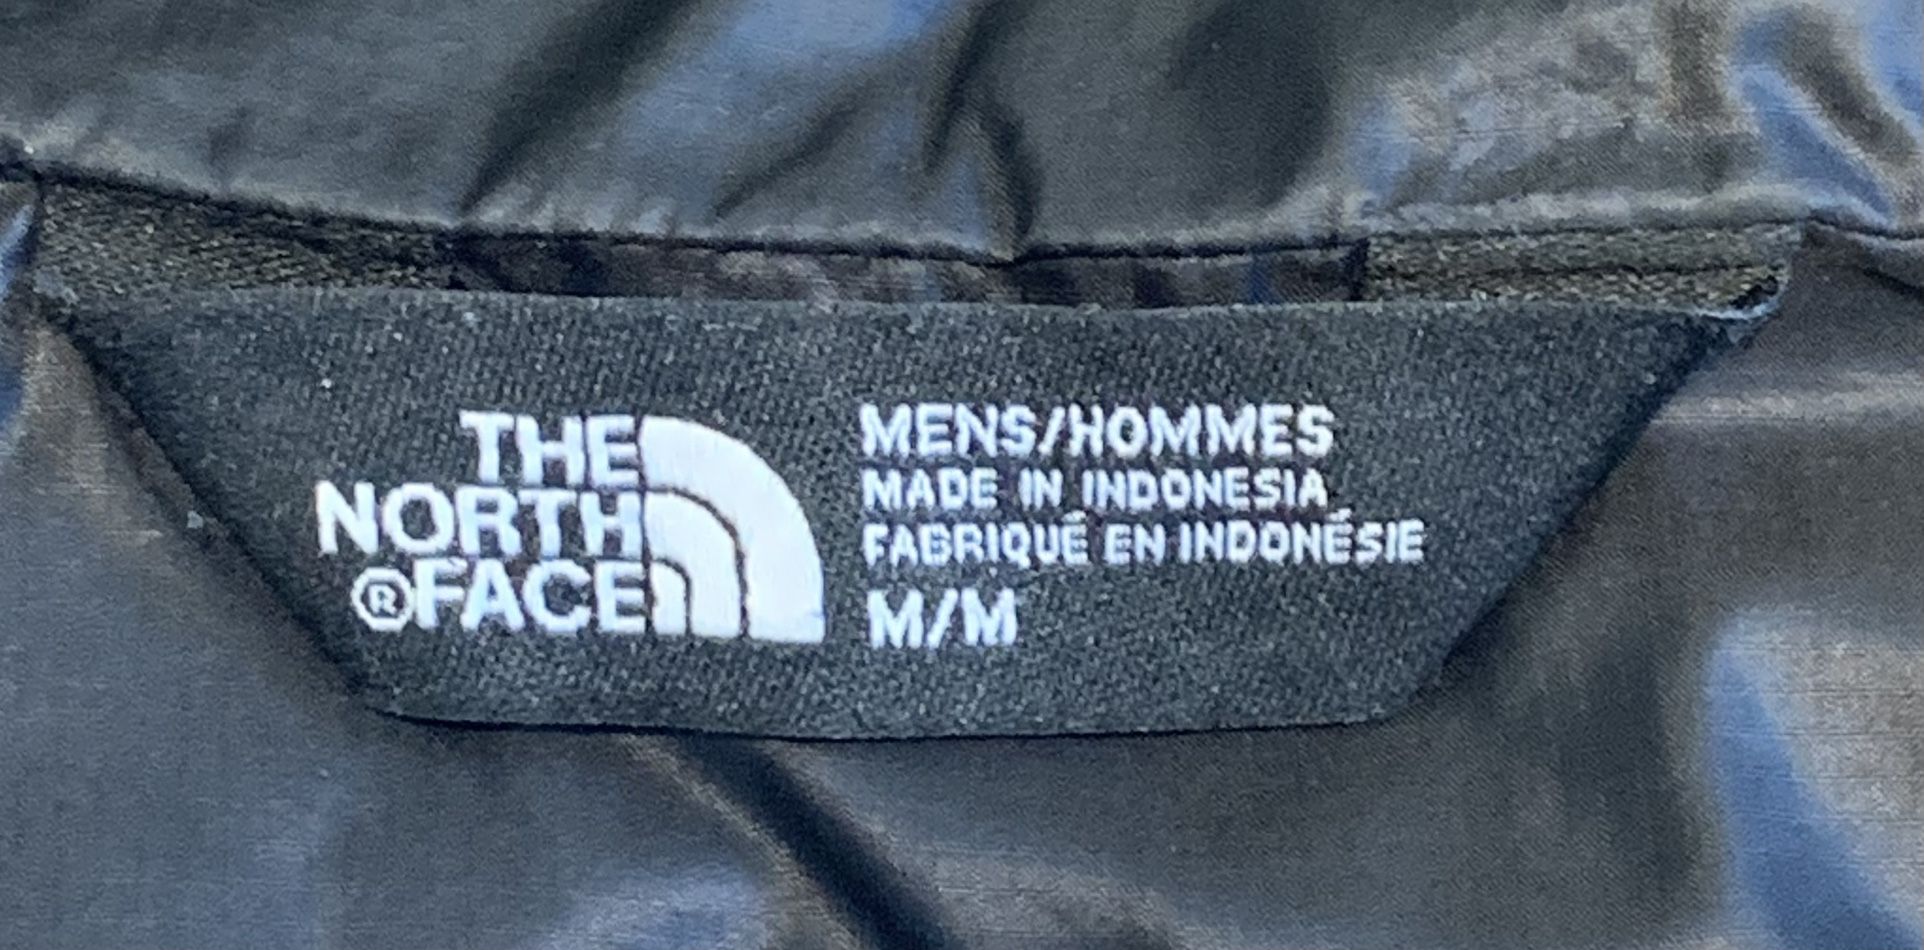 THE
NORTH
®FACE
MENS/HOMMES
MADE IN INDONESIA
FABRIQUÉ EN INDONÉSIE
M/M